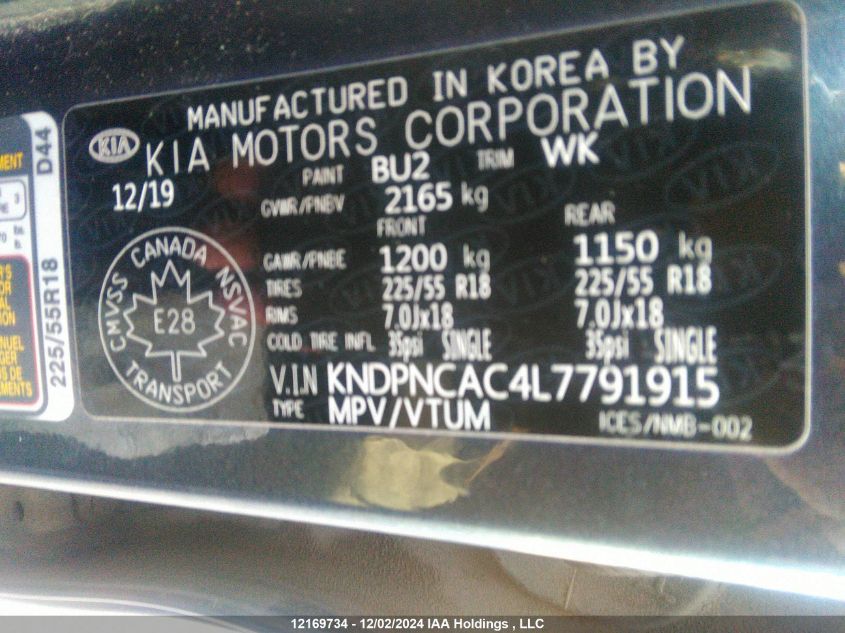 MANUFACTURED IN KOREA BY
KIA KIA MOTORS CORPORATION
12/19 PAINT BU2 TRIM WK
GVWR/PNBV 2165 kg
FRONT REAR
GAWR/PNBE 1200 kg 1150 kg
TIRES 225/55 R18 225/55 R18
RIMS 7.0Jx18 7.0Jx18
COLD TIRE INFL 35psi SINGLE 35psi SINGLE
V.I.N KNDPNCAC4L7791915
TYPE MPV/VTUM ICES/NMB-002
CMVSS CANADA NSVAC
E28
TRANSPORT
225/55R18 D44
12169734 - 12/02/2024 IAA Holdings , LLC